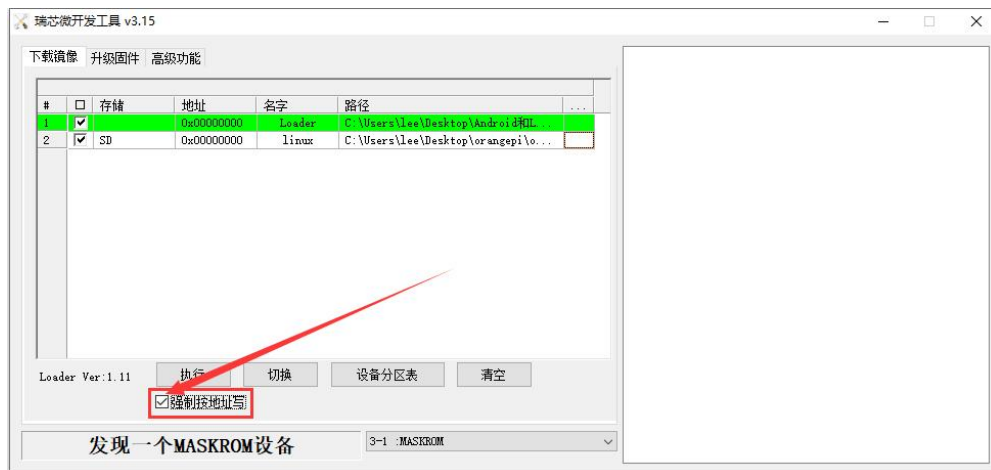 瑞芯微开发工具 v3.15
下载镜像 升级固件 高级功能
# 存储 地址 名字 路径 ...
1 0x00000000 Loader C:\Users\lee\Desktop\Android和L...
2 SD 0x00000000 linux C:\Users\lee\Desktop\orangepi\o...
Loader Ver:1.11 执行 切换 设备分区表 清空
强制按地址写
发现一个MASKROM设备 3-1 :MASKROM